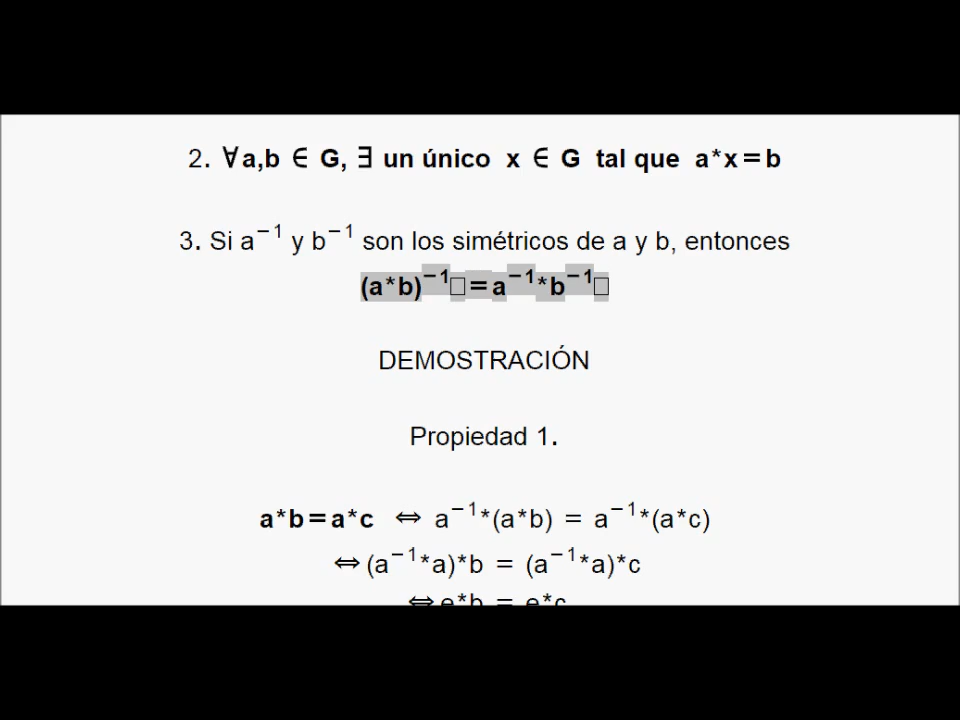 2. ∀a,b ∈ G, ∃ un único x ∈ G tal que a*x=b
3. Si a⁻¹ y b⁻¹ son los simétricos de a y b, entonces
(a*b)⁻¹□=a⁻¹*b⁻¹□
DEMOSTRACIÓN
Propiedad 1.
a*b=a*c ⇔ a⁻¹*(a*b) = a⁻¹*(a*c)
⇔(a⁻¹*a)*b = (a⁻¹*a)*c
⇔e*b = e*c